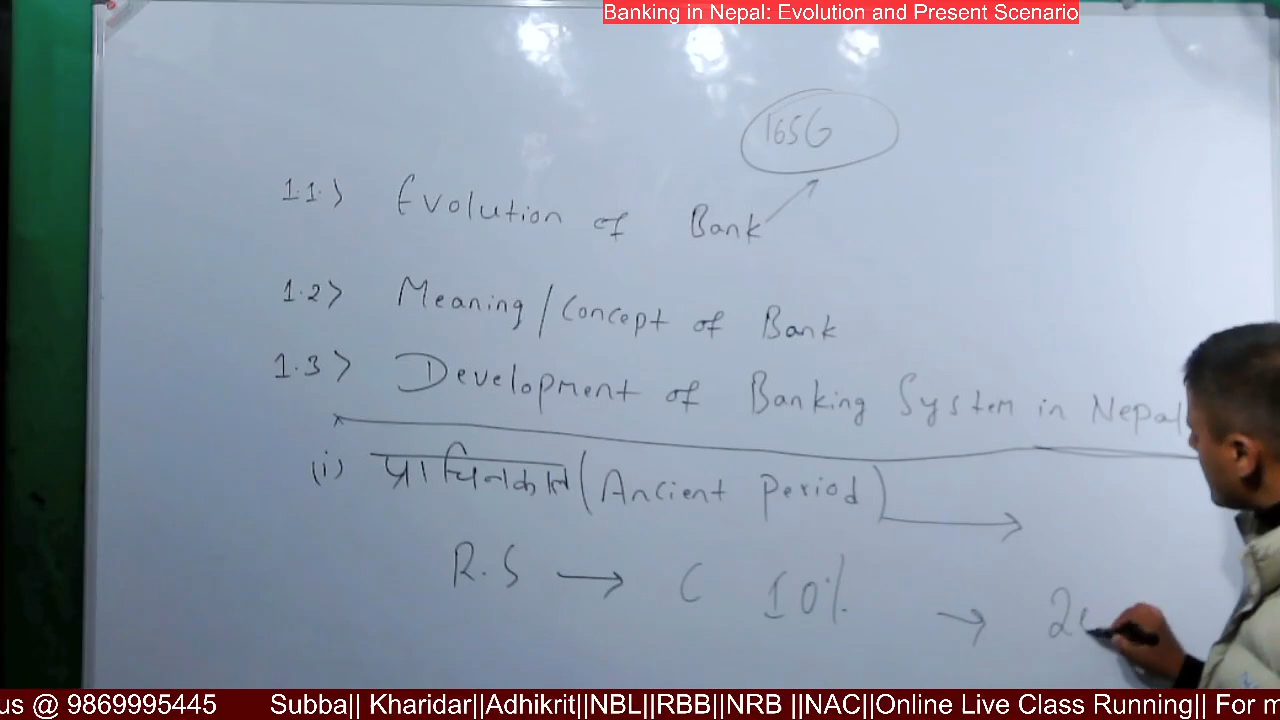 Banking in Nepal: Evolution and Present Scenario
1656
1.1> Evolution of Bank
1.2> Meaning/Concept of Bank
1.3> Development of Banking System in Nepal
(i) प्राचिनकाल (Ancient Period)
R.S → C 10% →
us @ 9869995445 Subba|| Kharidar||Adhikrit||NBL||RBB||NRB ||NAC||Online Live Class Running|| For m